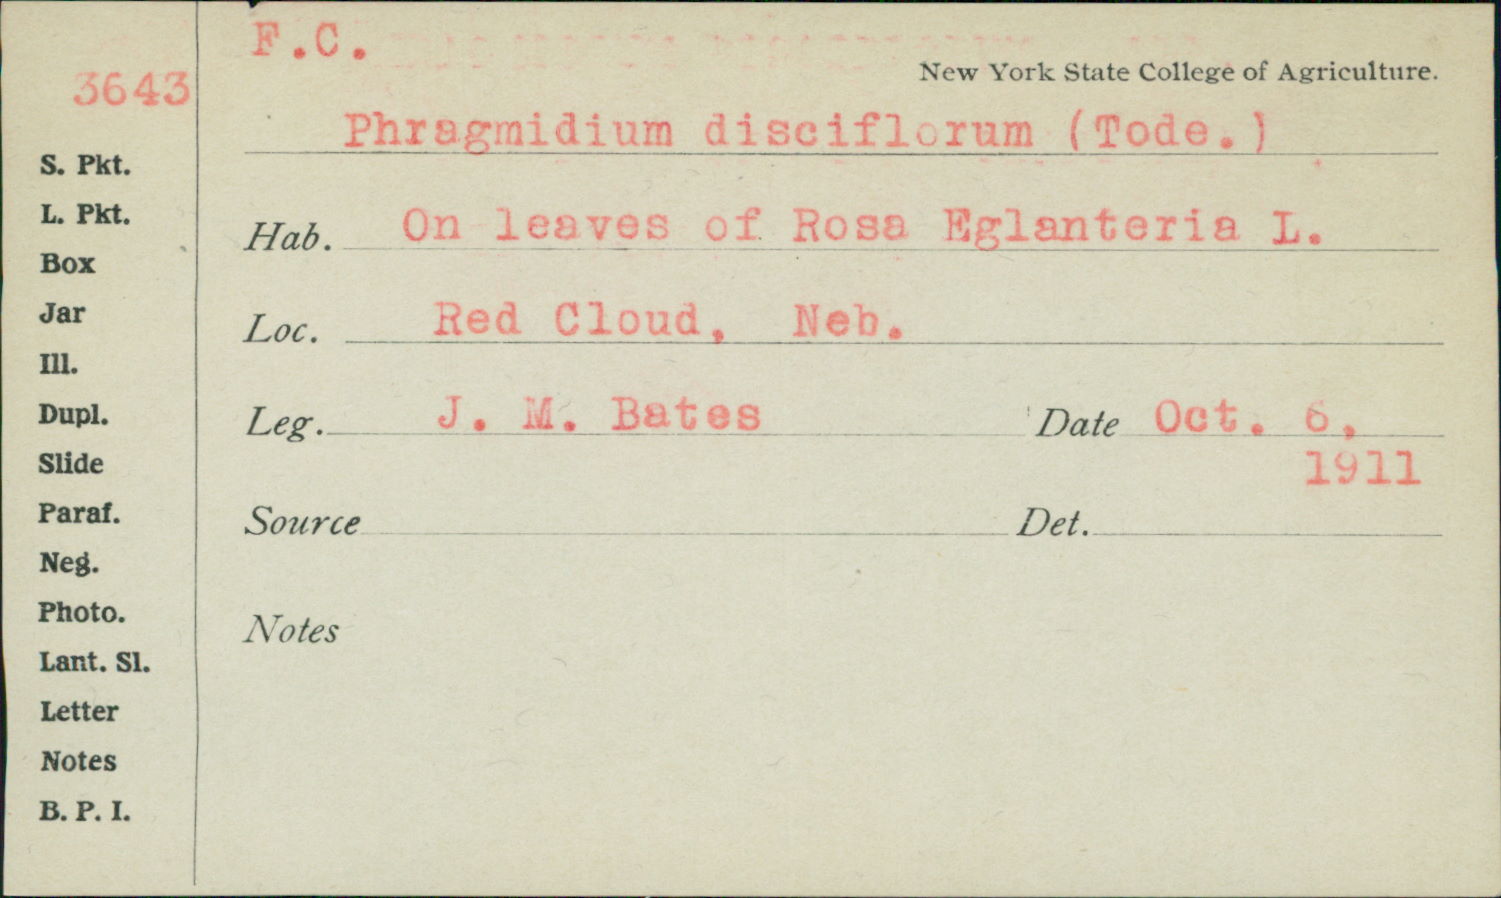 F.C.
3643
New York State College of Agriculture.
Phragmidium disciflorum (Tode.)
S. Pkt.
L. Pkt.
Hab. On leaves of Rosa Eglanteria L.
Box
Jar
Loc. Red Cloud, Neb.
Ill.
Dupl.
Leg. J. M. Bates Date Oct. 6,
1911
Slide
Paraf.
Source Det.
Neg.
Photo.
Notes
Lant. Sl.
Letter
Notes
B. P. I.